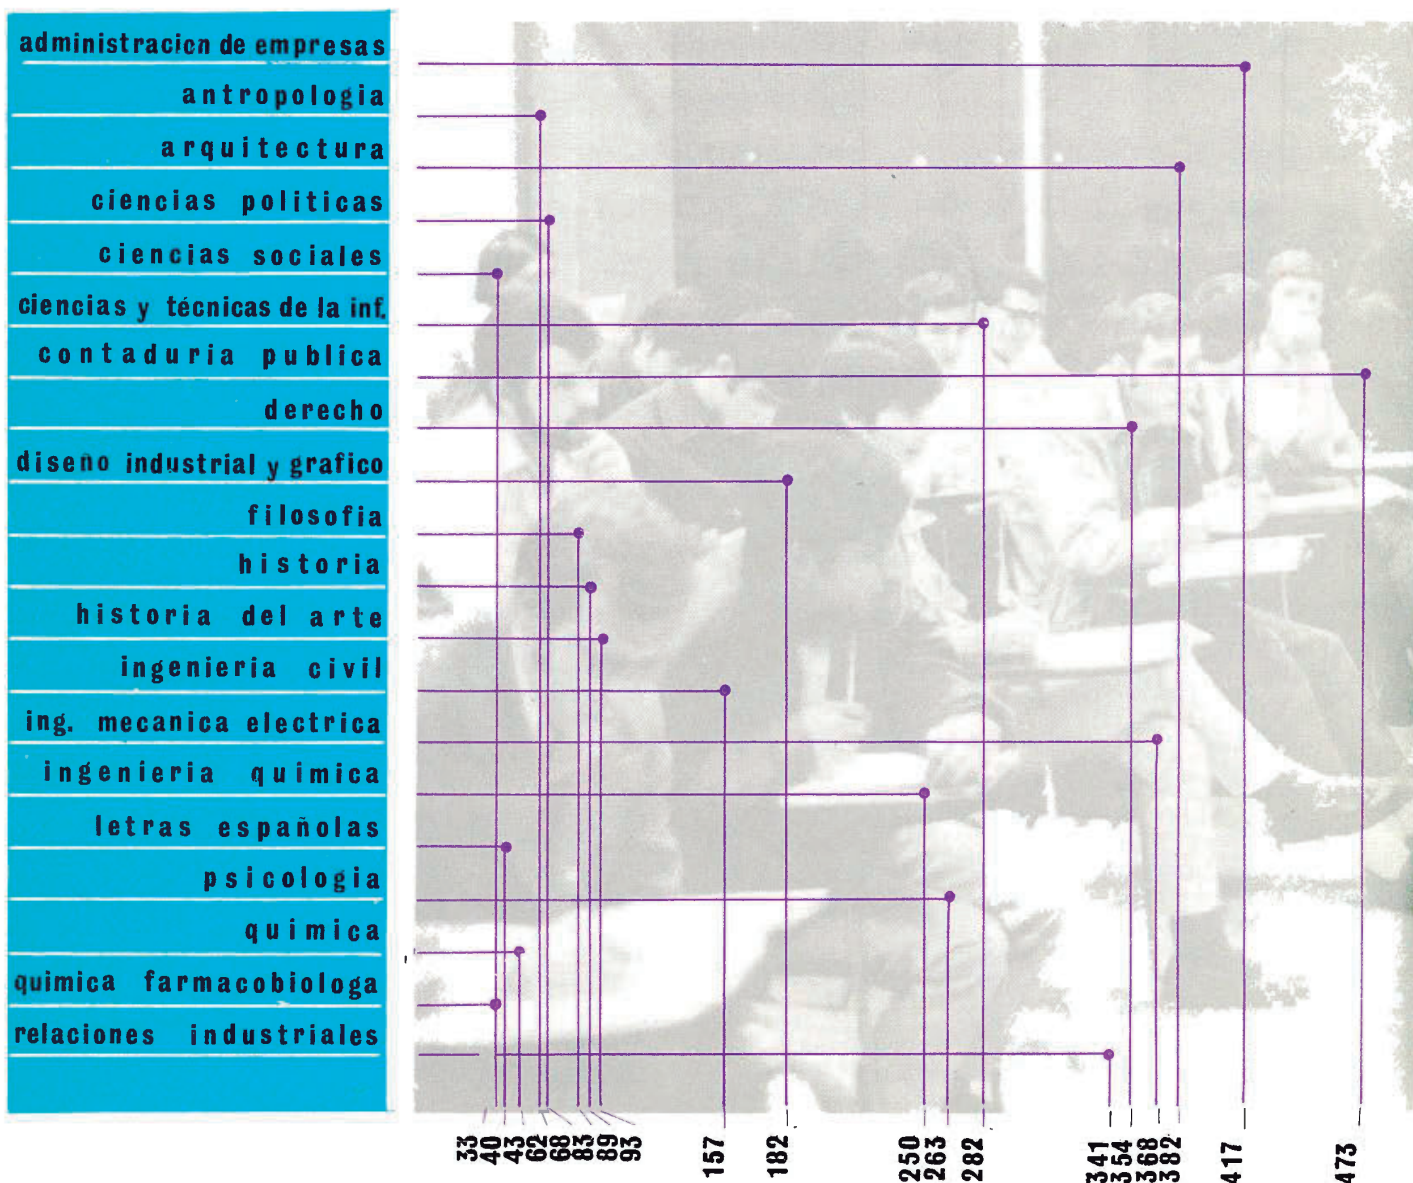 administracion de empresas
antropologia
arquitectura
ciencias politicas
ciencias sociales
ciencias y técnicas de la inf.
contaduria publica
derecho
diseño industrial y grafico
filosofia
historia
historia del arte
ingenieria civil
ing. mecanica electrica
ingenieria quimica
letras españolas
psicologia
quimica
quimica farmacobiologa
relaciones industriales
33
40
43
62
68
83
89
93
157
182
250
263
282
341
354
368
382
417
473